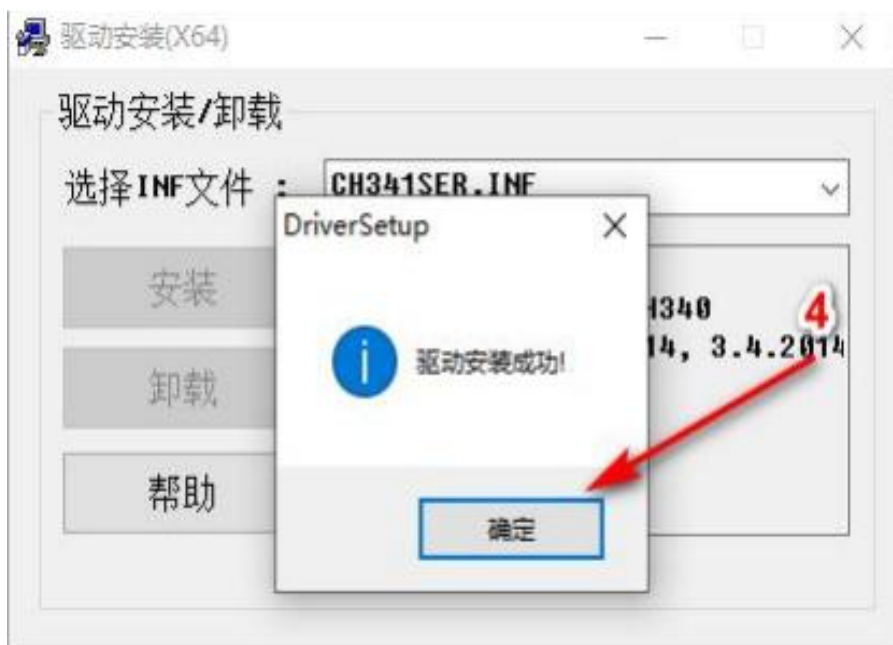 驱动安装(X64)
驱动安装/卸载
选择INF文件 : CH341SER.INF
DriverSetup
安装
H340
4
14, 3.4.2014
驱动安装成功!
卸载
帮助
确定